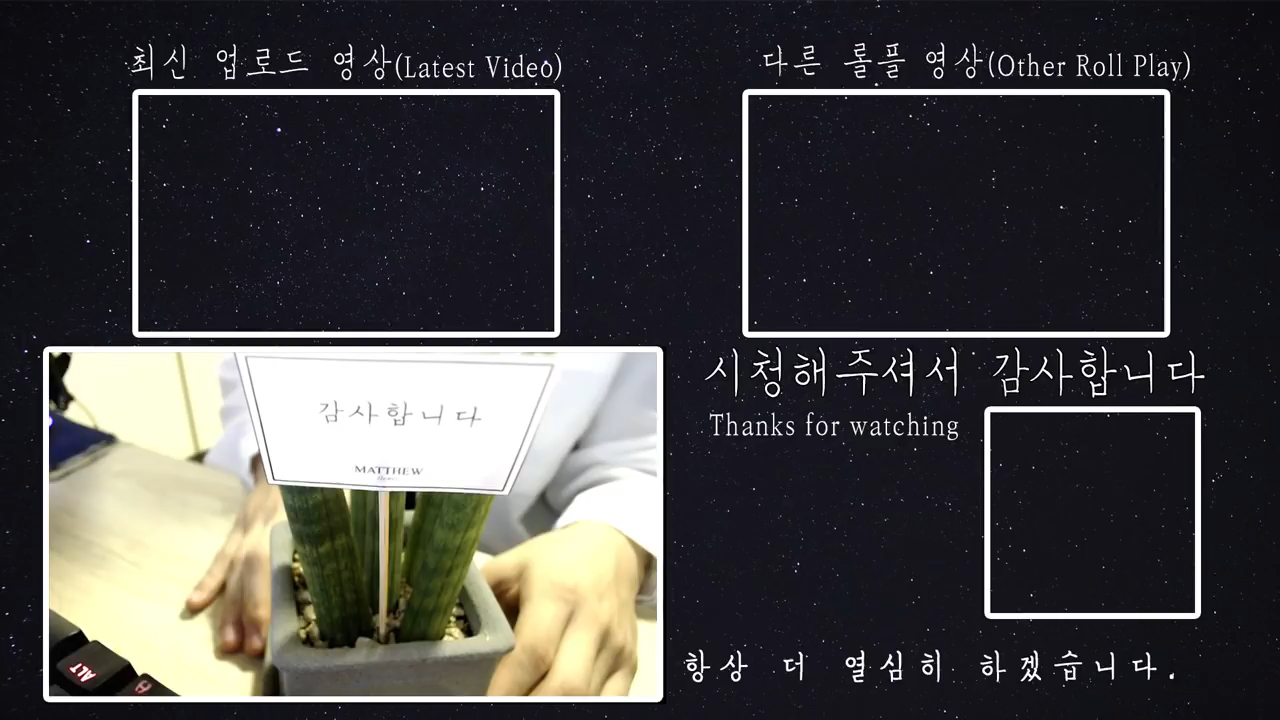 최신 업로드 영상(Latest Video)
다른 롤플 영상(Other Roll Play)
시청해주셔서 감사합니다
Thanks for watching
감사합니다
MATTHEW
ALT
항상 더 열심히 하겠습니다.